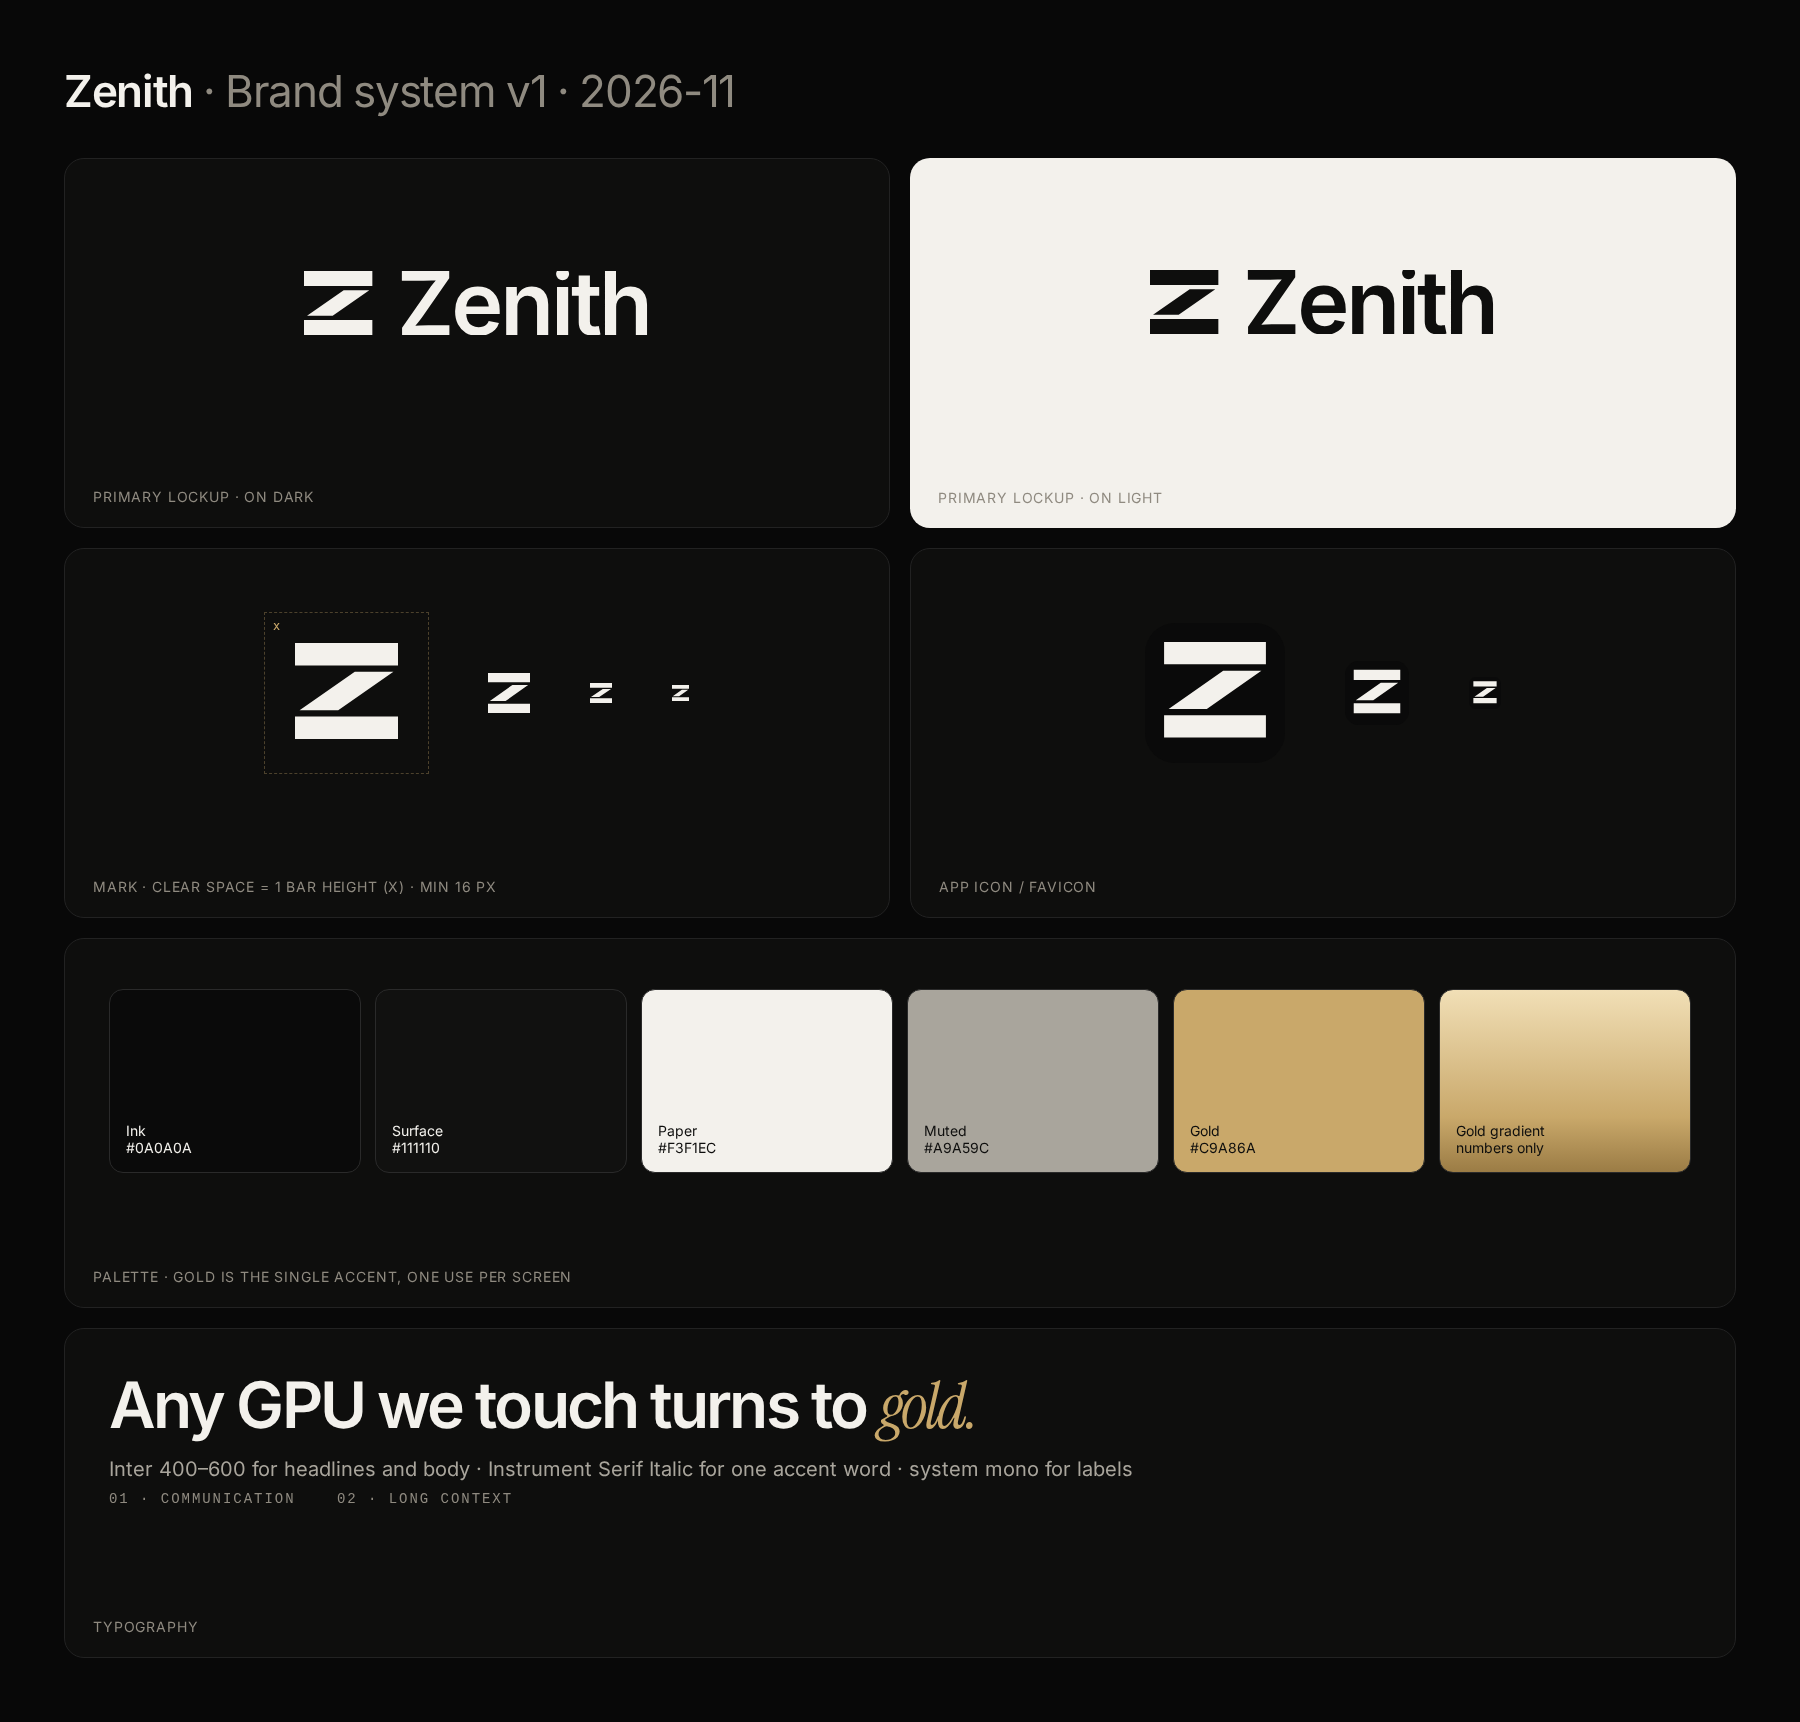 Zenith · Brand system v1 · 2026-11
Zenith
PRIMARY LOCKUP · ON DARK
Zenith
PRIMARY LOCKUP · ON LIGHT
x
MARK · CLEAR SPACE = 1 BAR HEIGHT (X) · MIN 16 PX
APP ICON / FAVICON
Ink
#0A0A0A
Surface
#111110
Paper
#F3F1EC
Muted
#A9A59C
Gold
#C9A86A
Gold gradient
numbers only
PALETTE · GOLD IS THE SINGLE ACCENT, ONE USE PER SCREEN
Any GPU we touch turns to gold.
Inter 400–600 for headlines and body · Instrument Serif Italic for one accent word · system mono for labels
01 · COMMUNICATION 02 · LONG CONTEXT
TYPOGRAPHY